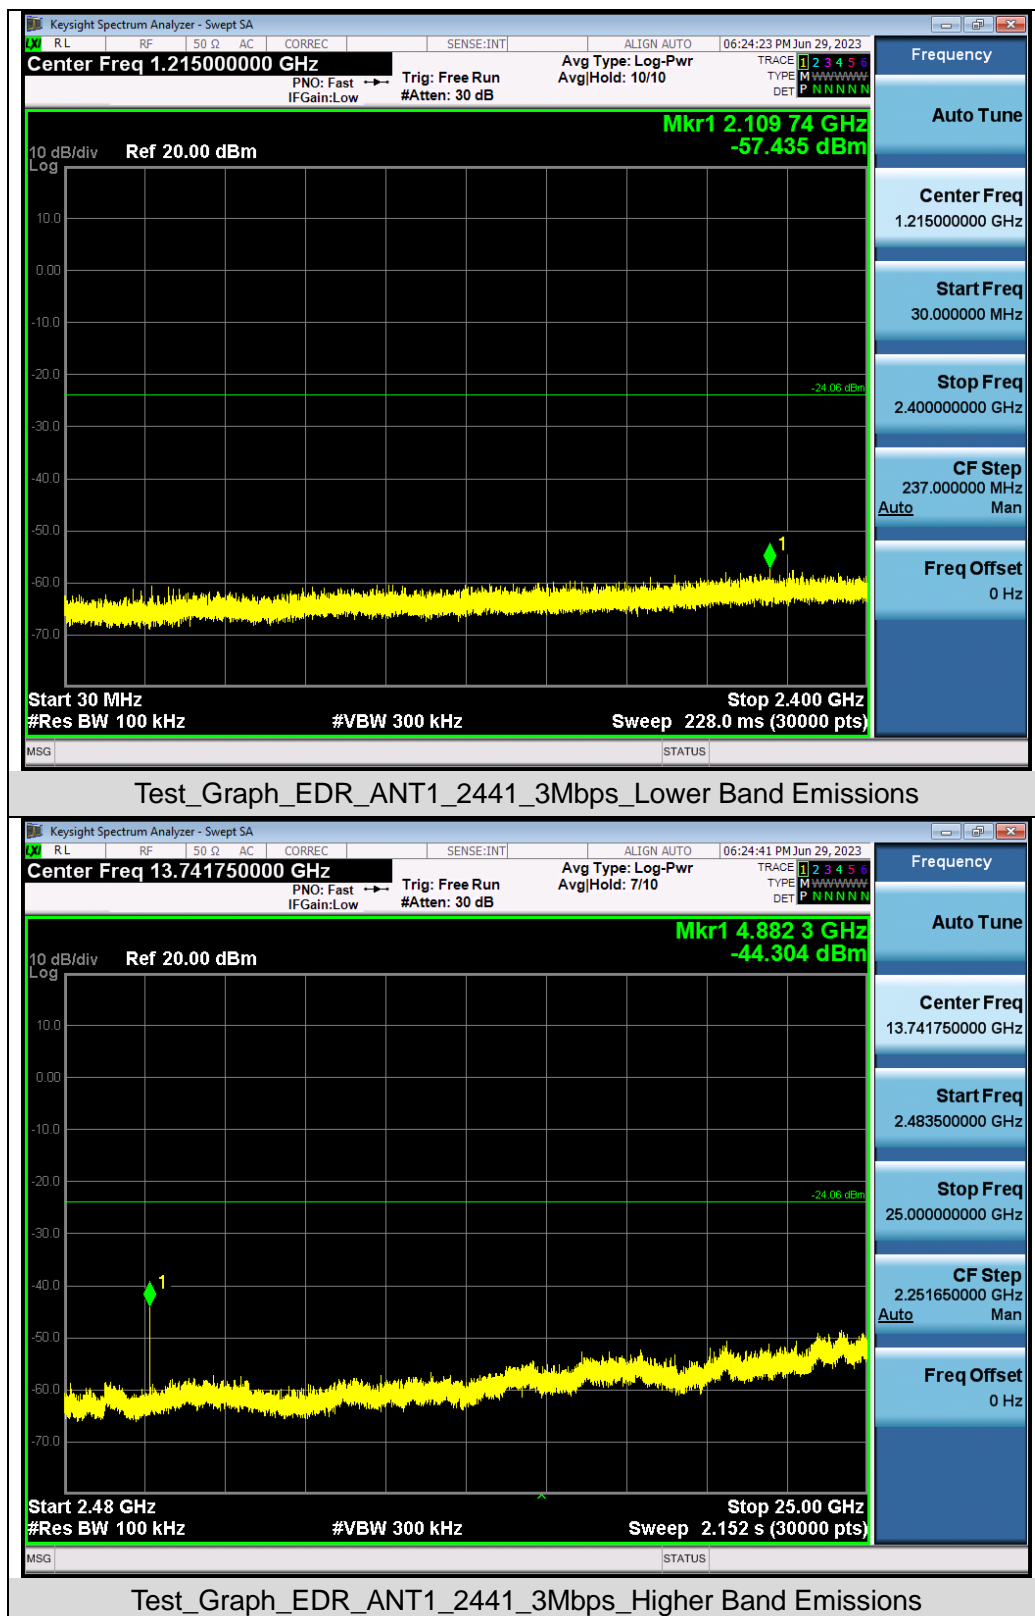 Keysight Spectrum Analyzer - Swept SA
LXI RL RF 50 Ω AC CORREC SENSE:INT ALIGN AUTO 06:24:23 PM Jun 29, 2023
Center Freq 1.215000000 GHz
PNO: Fast
IFGain:Low
Trig: Free Run
#Atten: 30 dB
Avg Type: Log-Pwr
Avg|Hold: 10/10
TRACE 1 2 3 4 5 6
TYPE M WWWWW
DET P N N N N N
Mkr1 2.109 74 GHz
-57.435 dBm
10 dB/div Ref 20.00 dBm
Log
10.0
0.00
-10.0
-20.0
-24.06 dBm
-30.0
-40.0
-50.0
1
-60.0
-70.0
Start 30 MHz Stop 2.400 GHz
#Res BW 100 kHz #VBW 300 kHz Sweep 228.0 ms (30000 pts)
MSG STATUS
Frequency
Auto Tune
Center Freq
1.215000000 GHz
Start Freq
30.000000 MHz
Stop Freq
2.400000000 GHz
CF Step
237.000000 MHz
Auto Man
Freq Offset
0 Hz
Test_Graph_EDR_ANT1_2441_3Mbps_Lower Band Emissions
Keysight Spectrum Analyzer - Swept SA
LXI RL RF 50 Ω AC CORREC SENSE:INT ALIGN AUTO 06:24:41 PM Jun 29, 2023
Center Freq 13.741750000 GHz
PNO: Fast
IFGain:Low
Trig: Free Run
#Atten: 30 dB
Avg Type: Log-Pwr
Avg|Hold: 7/10
TRACE 1 2 3 4 5 6
TYPE M WWWWW
DET P N N N N N
Mkr1 4.882 3 GHz
-44.304 dBm
10 dB/div Ref 20.00 dBm
Log
10.0
0.00
-10.0
-20.0
-24.06 dBm
-30.0
-40.0
1
-50.0
-60.0
-70.0
Start 2.48 GHz Stop 25.00 GHz
#Res BW 100 kHz #VBW 300 kHz Sweep 2.152 s (30000 pts)
MSG STATUS
Frequency
Auto Tune
Center Freq
13.741750000 GHz
Start Freq
2.483500000 GHz
Stop Freq
25.000000000 GHz
CF Step
2.251650000 GHz
Auto Man
Freq Offset
0 Hz
Test_Graph_EDR_ANT1_2441_3Mbps_Higher Band Emissions